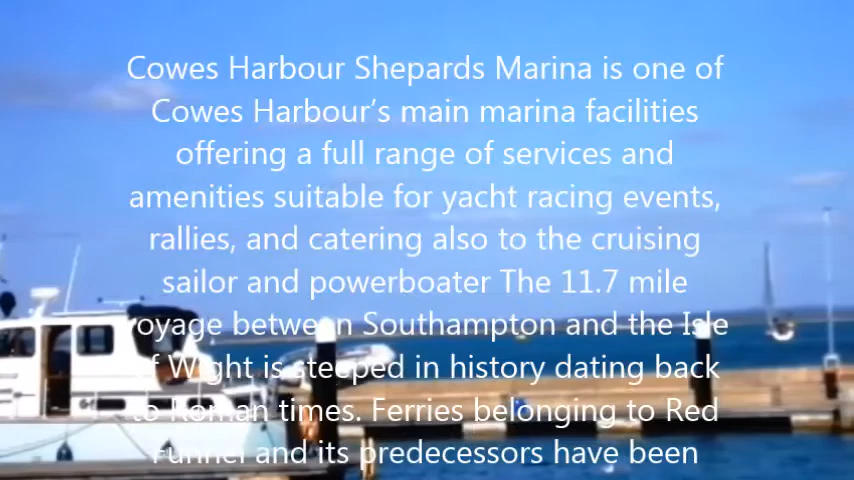 Cowes Harbour Shepards Marina is one of
Cowes Harbour's main marina facilities
offering a full range of services and
amenities suitable for yacht racing events,
rallies, and catering also to the cruising
sailor and powerboater The 11.7 mile
voyage between Southampton and the Isle
of Wight is steeped in history dating back
to Roman times. Ferries belonging to Red
Funnel and its predecessors have been